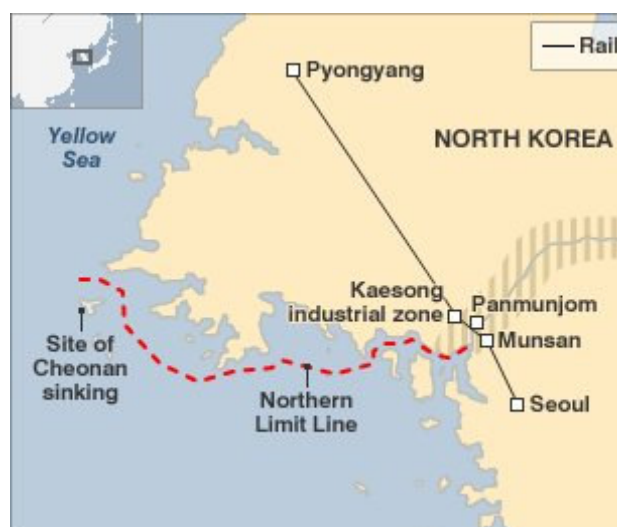 Rail
Pyongyang
Yellow
Sea
NORTH KOREA
Kaesong
industrial zone
Panmunjom
Munsan
Site of
Cheonan
sinking
Northern
Limit Line
Seoul